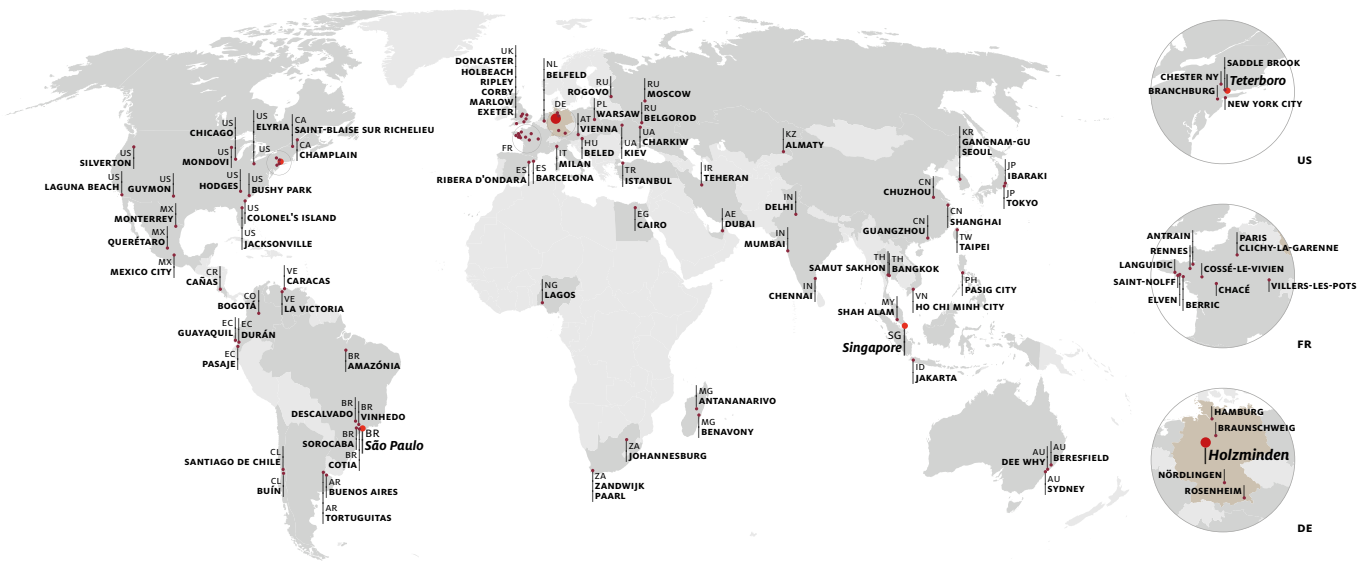 US
SILVERTON
US
LAGUNA BEACH
US
GUYMON
US
CHICAGO
US
MONDOVI
US
ELYRIA
US
CA
SAINT-BLAISE SUR RICHELIEU
CA
CHAMPLAIN
US
HODGES
US
BUSHY PARK
US
COLONEL'S ISLAND
US
JACKSONVILLE
MX
MONTERREY
MX
QUERÉTARO
MX
MEXICO CITY
CR
CAÑAS
VE
CARACAS
VE
LA VICTORIA
CO
BOGOTÁ
EC
GUAYAQUIL
EC
DURÁN
EC
PASAJE
BR
AMAZÓNIA
BR
DESCALVADO
BR
VINHEDO
BR
SOROCABA
BR
São Paulo
BR
COTIA
CL
SANTIAGO DE CHILE
CL
BUÍN
AR
BUENOS AIRES
AR
TORTUGUITAS
UK
DONCASTER
HOLBEACH
RIPLEY
CORBY
MARLOW
EXETER
NL
BELFELD
DE
FR
RU
ROGOVO
RU
MOSCOW
PL
WARSAW
RU
BELGOROD
AT
VIENNA
HU
BELED
UA
KIEV
UA
CHARKIW
IT
MILAN
ES
RIBERA D'ONDARA
ES
BARCELONA
TR
ISTANBUL
IR
TEHERAN
EG
CAIRO
AE
DUBAI
NG
LAGOS
MG
ANTANANARIVO
MG
BENAVONY
ZA
JOHANNESBURG
ZA
ZANDWIJK
PAARL
KZ
ALMATY
IN
DELHI
IN
MUMBAI
IN
CHENNAI
KR
GANGNAM-GU
SEOUL
JP
IBARAKI
JP
TOKYO
CN
CHUZHOU
CN
SHANGHAI
CN
GUANGZHOU
TW
TAIPEI
TH
SAMUT SAKHON
TH
BANGKOK
PH
PASIG CITY
VN
HO CHI MINH CITY
MY
SHAH ALAM
SG
Singapore
ID
JAKARTA
AU
DEE WHY
AU
BERESFIELD
AU
SYDNEY
SADDLE BROOK
CHESTER NY
Teterboro
BRANCHBURG
NEW YORK CITY
US
ANTRAIN
PARIS
RENNES
CLICHY-LA-GARENNE
LANGUIDIC
COSSÉ-LE-VIVIEN
SAINT-NOLFF
CHACÉ
VILLERS-LES-POTS
ELVEN
BERRIC
FR
HAMBURG
BRAUNSCHWEIG
Holzminden
NÖRDLINGEN
ROSENHEIM
DE